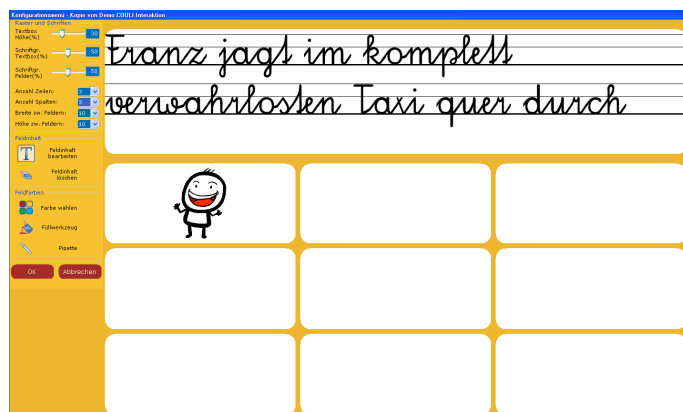 Konfigurationsmenü - Kopie von Demo COULI Interaktion
Raster und Schriften
Textbox
Höhe(%)
30
Schriftgr.
Textbox(%)
50
Schriftgr.
Felder(%)
50
Anzahl Zeilen: 3
Anzahl Spalten: 3
Breite zw. Feldern: 10
Höhe zw. Feldern: 10
Feldinhalt
T
Feldinhalt
bearbeiten
Feldinhalt
löschen
Feldfarben
Farbe wählen
Füllwerkzeug
Pipette
OK Abbrechen
Franz jagt im komplett
verwahrlosten Taxi quer durch